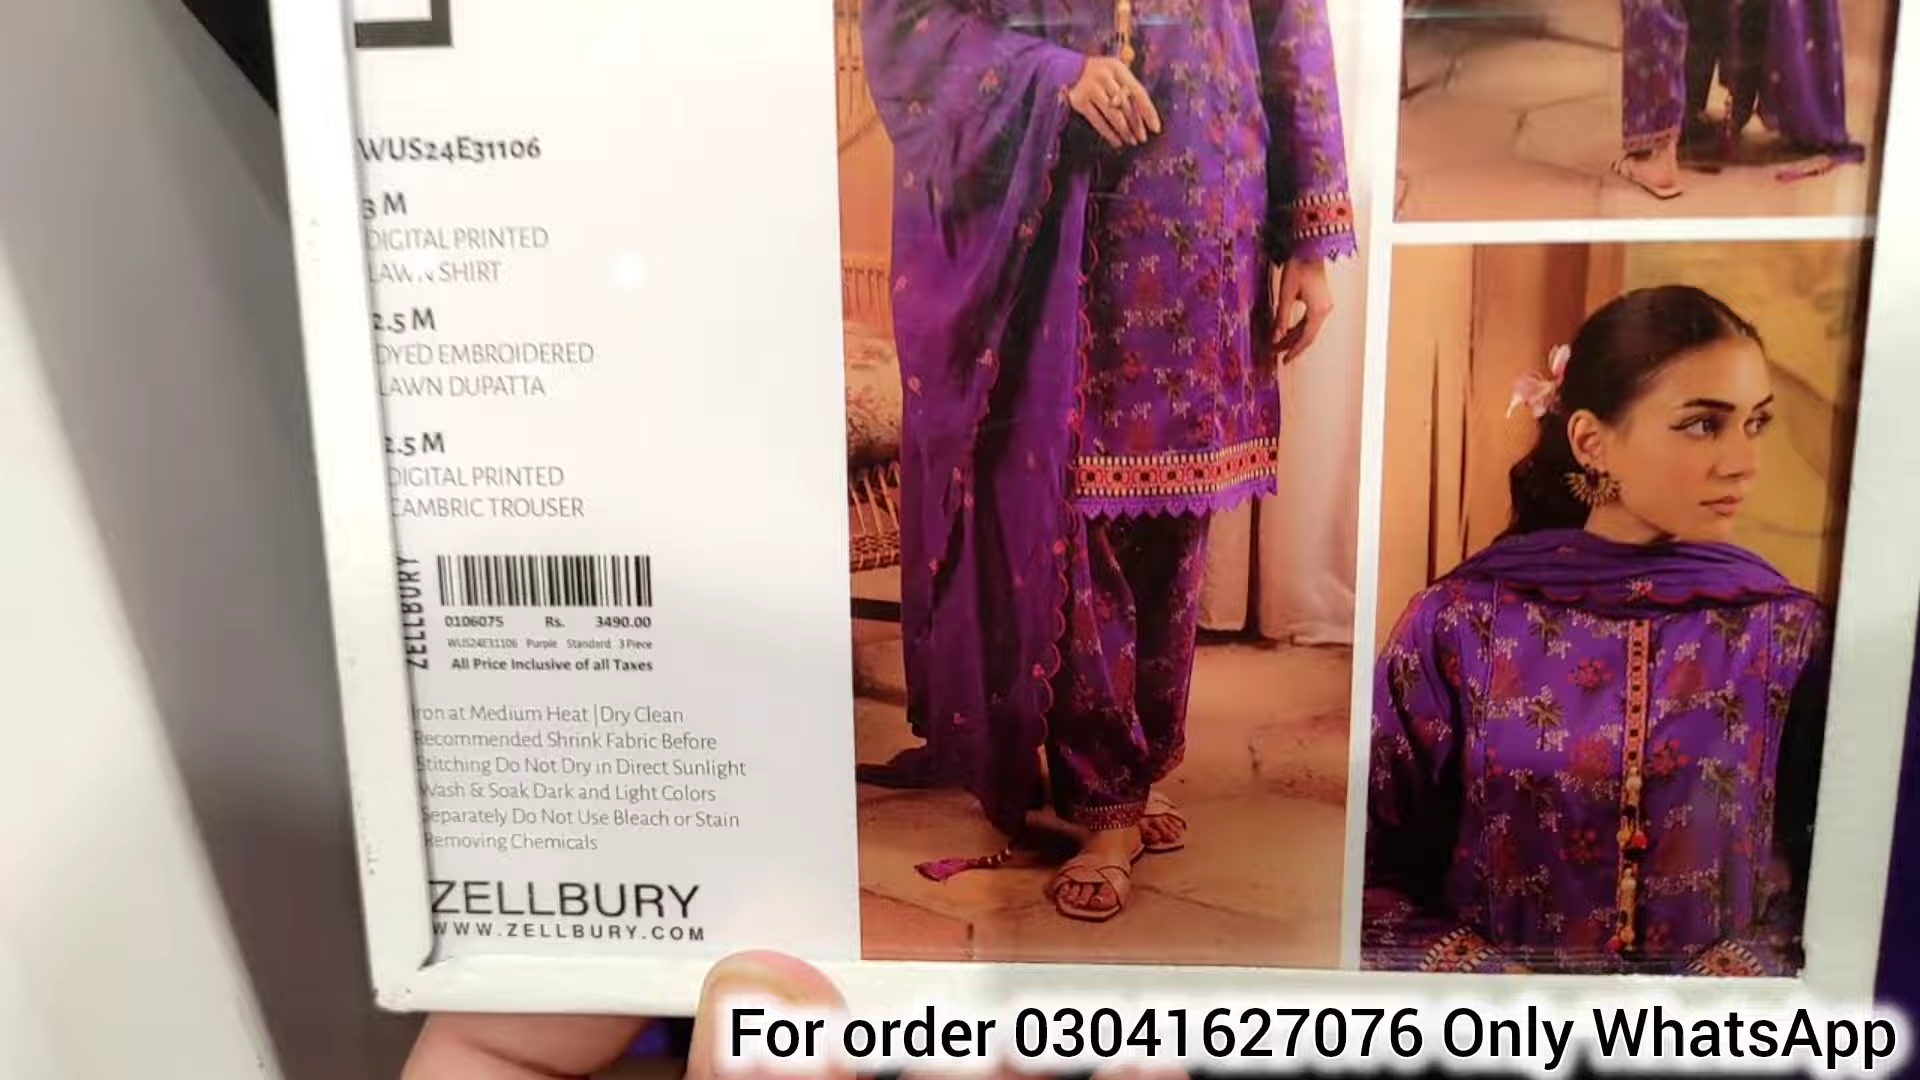 WUS24E31106
3 M
DIGITAL PRINTED
LAWN SHIRT
2.5 M
DYED EMBROIDERED
LAWN DUPATTA
2.5 M
DIGITAL PRINTED
CAMBRIC TROUSER
ZELLBURY
0106075 Rs. 3490.00
WUS24E31106 Purple Standard 3 Piece
All Price Inclusive of all Taxes
Iron at Medium Heat | Dry Clean
Recommended Shrink Fabric Before
Stitching Do Not Dry in Direct Sunlight
Wash & Soak Dark and Light Colors
Separately Do Not Use Bleach or Stain
Removing Chemicals
ZELLBURY
WWW.ZELLBURY.COM
For order 03041627076 Only WhatsApp